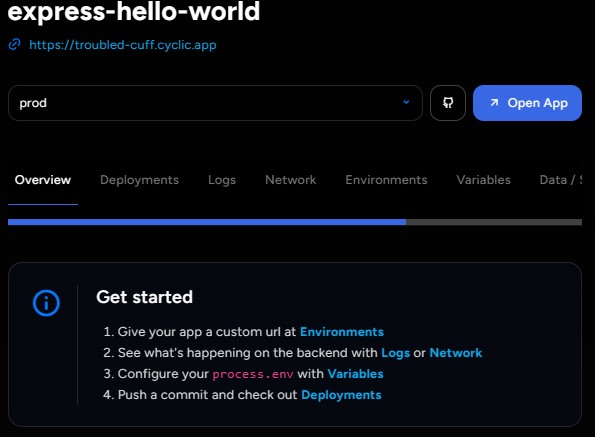 express-hello-world
https://troubled-cuff.cyclic.app
prod
Open App
Overview Deployments Logs Network Environments Variables Data /
Get started
1. Give your app a custom url at Environments
2. See what's happening on the backend with Logs or Network
3. Configure your process.env with Variables
4. Push a commit and check out Deployments